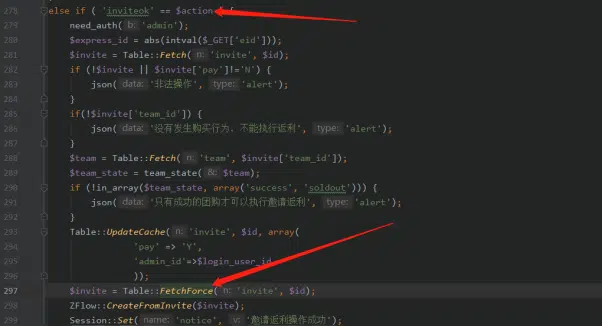 278 else if ( 'inviteok' == $action ) {
279 need_auth( b: 'admin');
280 $express_id = abs(intval($_GET['eid']));
281 $invite = Table::Fetch( n: 'invite', $id);
282 if (!$invite || $invite['pay']!='N') {
283 json( data: '非法操作', type: 'alert');
284 }
285 if(!$invite['team_id']) {
286 json( data: '没有发生购买行为，不能执行返利', type: 'alert');
287 }
288 $team = Table::Fetch( n: 'team', $invite['team_id']);
289 $team_state = team_state( &: $team);
290 if (!in_array($team_state, array('success', 'soldout'))) {
291 json( data: '只有成功的团购才可以执行邀请返利', type: 'alert');
292 }
293 Table::UpdateCache( n: 'invite', $id, array(
294 'pay' => 'Y',
295 'admin_id'=>$login_user_id
296 ));
297 $invite = Table::FetchForce( n: 'invite', $id);
298 ZFlow::CreateFromInvite($invite);
299 Session::Set( name: 'notice', v: '邀请返利操作成功');